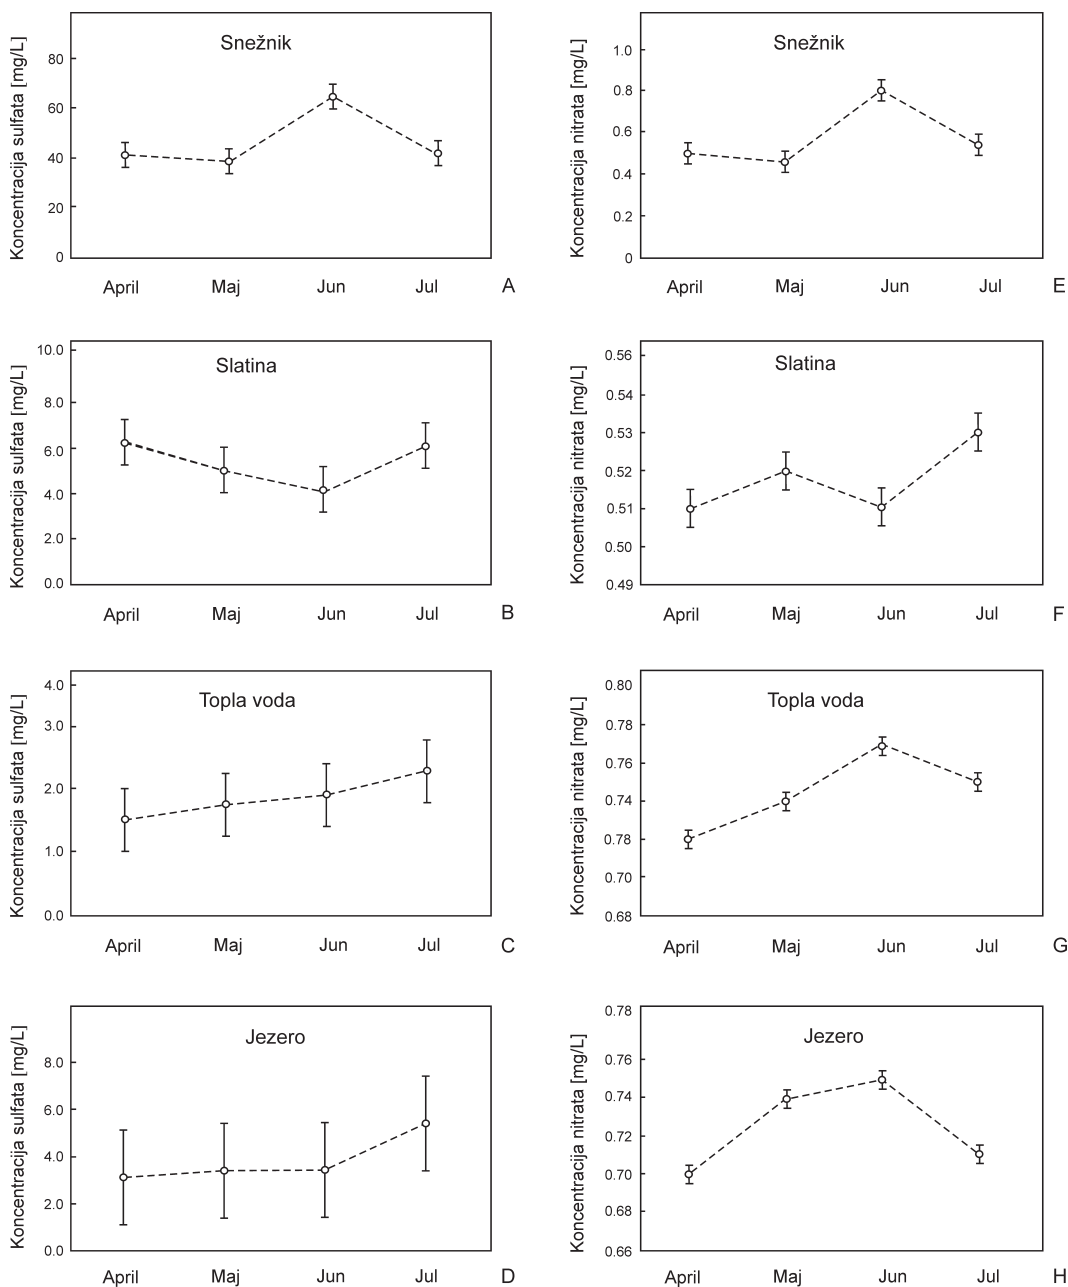 Snežnik
Koncentracija sulfata [mg/L]
80
60
40
20
0
April Maj Jun Jul A
Snežnik
Koncentracija nitrata [mg/L]
1.0
0.8
0.6
0.4
0.2
0
April Maj Jun Jul E
Slatina
Koncentracija sulfata [mg/L]
10.0
8.0
6.0
4.0
2.0
0.0
April Maj Jun Jul B
Slatina
Koncentracija nitrata [mg/L]
0.56
0.54
0.53
0.52
0.51
0.50
0.49
April Maj Jun Jul F
Topla voda
Koncentracija sulfata [mg/L]
4.0
3.0
2.0
1.0
0.0
April Maj Jun Jul C
Topla voda
Koncentracija nitrata [mg/L]
0.80
0.78
0.76
0.74
0.78
0.70
0.68
April Maj Jun Jul G
Jezero
Koncentracija sulfata [mg/L]
8.0
6.0
4.0
2.0
0.0
April Maj Jun Jul D
Jezero
Koncentracija nitrata [mg/L]
0.78
0.76
0.74
0.72
0.70
0.68
0.66
April Maj Jun Jul H